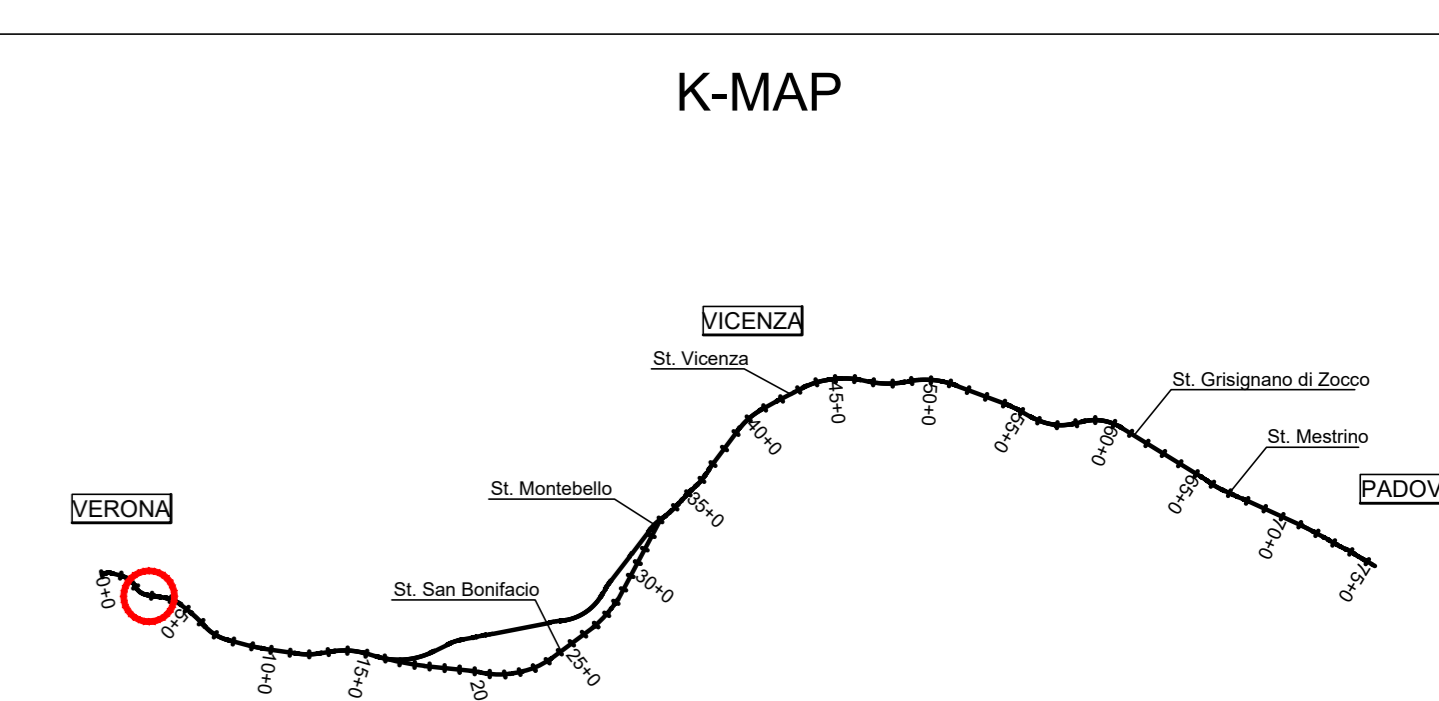 K-MAP
VICENZA
St. Vicenza
St. Grisignano di Zocco
St. Mestrino
PADOV
St. Montebello
VERONA
St. San Bonifacio
0+0
5+0
10+0
15+0
20
25+0
30+0
35+0
40+0
45+0
50+0
55+0
60+0
65+0
70+0
75+0